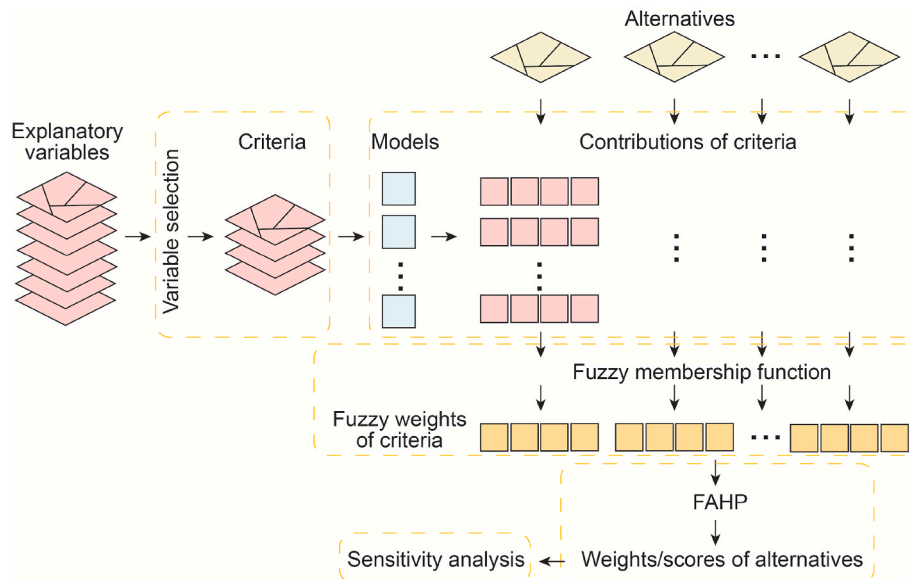 Alternatives
Explanatory
variables
Variable selection
Criteria
Models
Contributions of criteria
Fuzzy membership function
Fuzzy weights
of criteria
FAHP
Sensitivity analysis
Weights/scores of alternatives